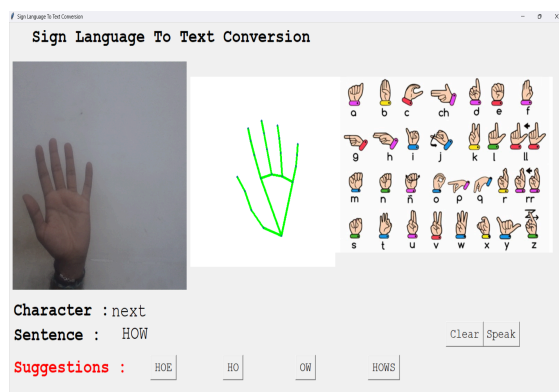 Sign Language To Text Conversion
Sign Language To Text Conversion
a b c ch d e f
g h i j k l ll
m n ñ o p q r rr
s t u v w x y z
Character : next
Sentence : HOW
Clear Speak
Suggestions : HOE HO OW HOWS